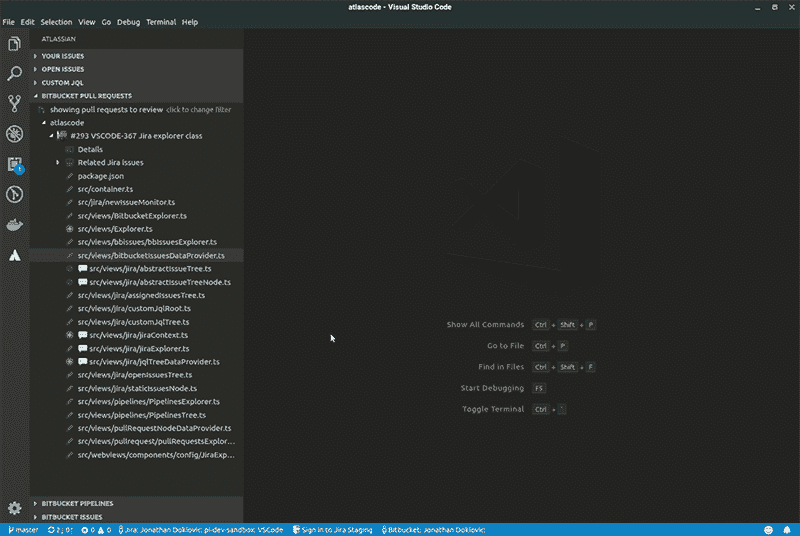 atlascode - Visual Studio Code
File Edit Selection View Go Debug Terminal Help
ATLASSIAN
YOUR ISSUES
OPEN ISSUES
CUSTOM JQL
BITBUCKET PULL REQUESTS
showing pull requests to review click to change filter
atlascode
#293 VSCODE-367 Jira explorer class
Details
Related Jira issues
package.json
src/container.ts
src/jira/newIssueMonitor.ts
src/views/BitbucketExplorer.ts
src/views/Explorer.ts
src/views/bbissues/bbIssuesExplorer.ts
src/views/bitbucketIssuesDataProvider.ts
src/views/jira/abstractIssueTree.ts
src/views/jira/abstractIssueTreeNode.ts
src/views/jira/assignedIssuesTree.ts
src/views/jira/customJqlRoot.ts
src/views/jira/customJqlTree.ts
src/views/jira/jiraContext.ts
src/views/jira/jiraExplorer.ts
src/views/jira/jqlTreeDataProvider.ts
src/views/jira/openIssuesTree.ts
src/views/jira/staticIssuesNode.ts
src/views/pipelines/PipelinesExplorer.ts
src/views/pipelines/PipelinesTree.ts
src/views/pullRequestNodeDataProvider.ts
src/views/pullrequest/pullRequestsExplor...
src/webviews/components/config/JiraExp...
BITBUCKET PIPELINES
BITBUCKET ISSUES
Show All Commands Ctrl + Shift + P
Go to File Ctrl + P
Find in Files Ctrl + Shift + F
Start Debugging F5
Toggle Terminal Ctrl + `
master 0 0 Jira: Jonathan Doklovic: pi-dev-sandbox: VSCode Sign in to Jira Staging Bitbucket: Jonathan Doklovic